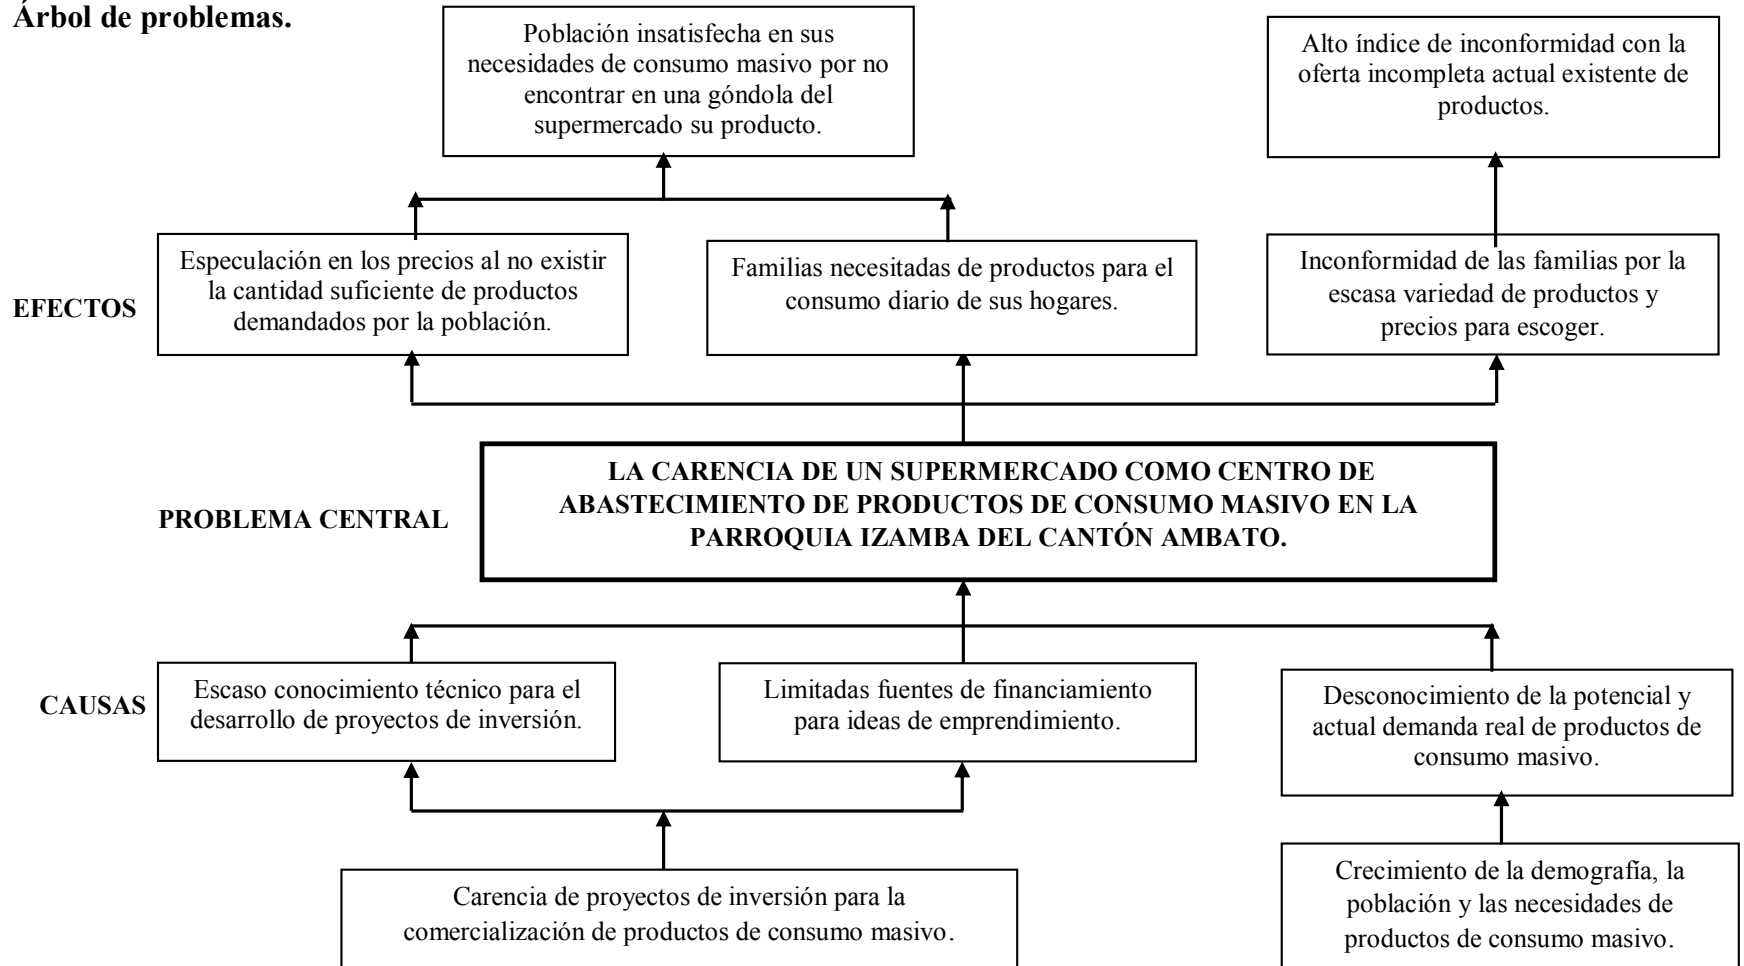 Árbol de problemas.
Población insatisfecha en sus
necesidades de consumo masivo por no
encontrar en una góndola del
supermercado su producto.
Alto índice de inconformidad con la
oferta incompleta actual existente de
productos.
EFECTOS
Especulación en los precios al no existir
la cantidad suficiente de productos
demandados por la población.
Familias necesitadas de productos para el
consumo diario de sus hogares.
Inconformidad de las familias por la
escasa variedad de productos y
precios para escoger.
PROBLEMA CENTRAL
LA CARENCIA DE UN SUPERMERCADO COMO CENTRO DE
ABASTECIMIENTO DE PRODUCTOS DE CONSUMO MASIVO EN LA
PARROQUIA IZAMBA DEL CANTÓN AMBATO.
CAUSAS
Escaso conocimiento técnico para el
desarrollo de proyectos de inversión.
Limitadas fuentes de financiamiento
para ideas de emprendimiento.
Desconocimiento de la potencial y
actual demanda real de productos de
consumo masivo.
Carencia de proyectos de inversión para la
comercialización de productos de consumo masivo.
Crecimiento de la demografía, la
población y las necesidades de
productos de consumo masivo.